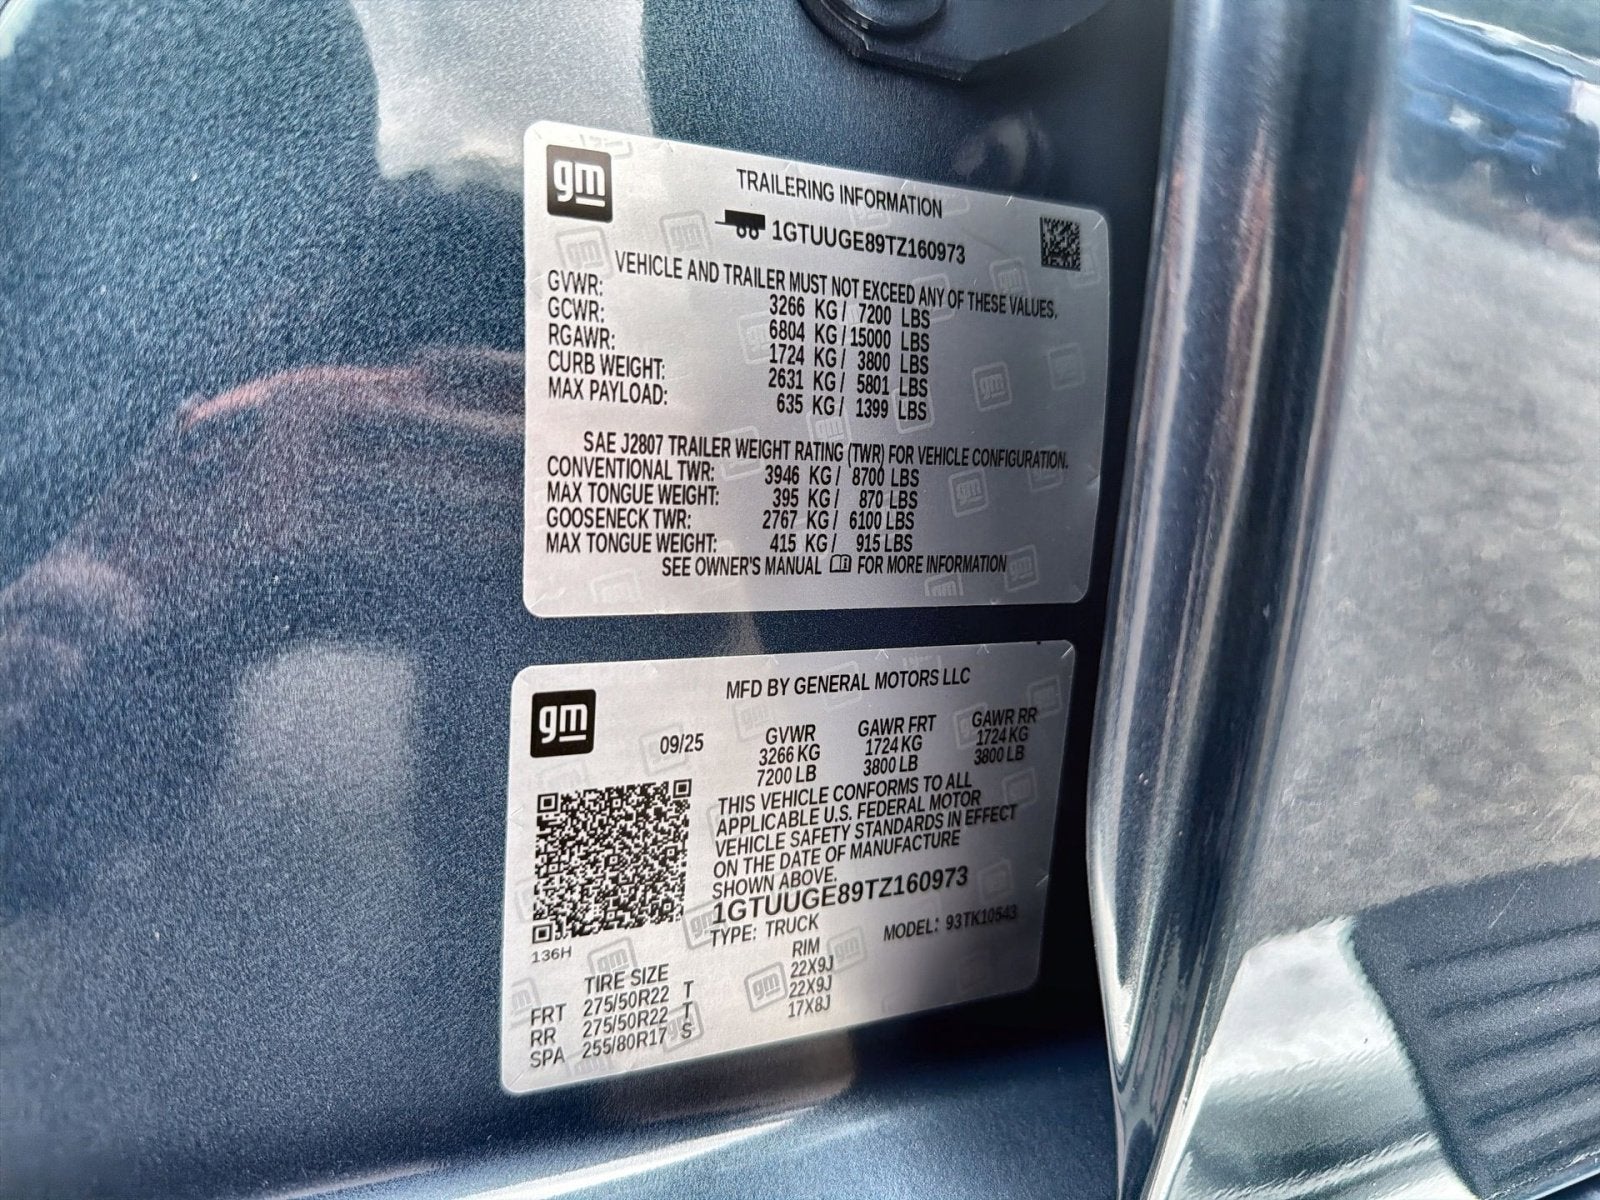 gm
TRAILERING INFORMATION
1GTUUGE89TZ160973
VEHICLE AND TRAILER MUST NOT EXCEED ANY OF THESE VALUES.
GVWR: 3266 KG/ 7200 LBS
GCWR: 6804 KG/15000 LBS
RGAWR: 1724 KG/ 3800 LBS
CURB WEIGHT: 2631 KG/ 5801 LBS
MAX PAYLOAD: 635 KG/ 1399 LBS
SAE J2807 TRAILER WEIGHT RATING (TWR) FOR VEHICLE CONFIGURATION.
CONVENTIONAL TWR: 3946 KG/ 8700 LBS
MAX TONGUE WEIGHT: 395 KG/ 870 LBS
GOOSENECK TWR: 2767 KG/ 6100 LBS
MAX TONGUE WEIGHT: 415 KG/ 915 LBS
SEE OWNER'S MANUAL FOR MORE INFORMATION
gm
MFD BY GENERAL MOTORS LLC
09/25
GVWR GAWR FRT GAWR RR
3266 KG 1724 KG 1724 KG
7200 LB 3800 LB 3800 LB
THIS VEHICLE CONFORMS TO ALL
APPLICABLE U.S. FEDERAL MOTOR
VEHICLE SAFETY STANDARDS IN EFFECT
ON THE DATE OF MANUFACTURE
SHOWN ABOVE.
1GTUUGE89TZ160973
TYPE: TRUCK MODEL: 93TK10543
136H
TIRE SIZE RIM
FRT 275/50R22 T 22X9J
RR 275/50R22 T 22X9J
SPA 255/80R17 S 17X8J